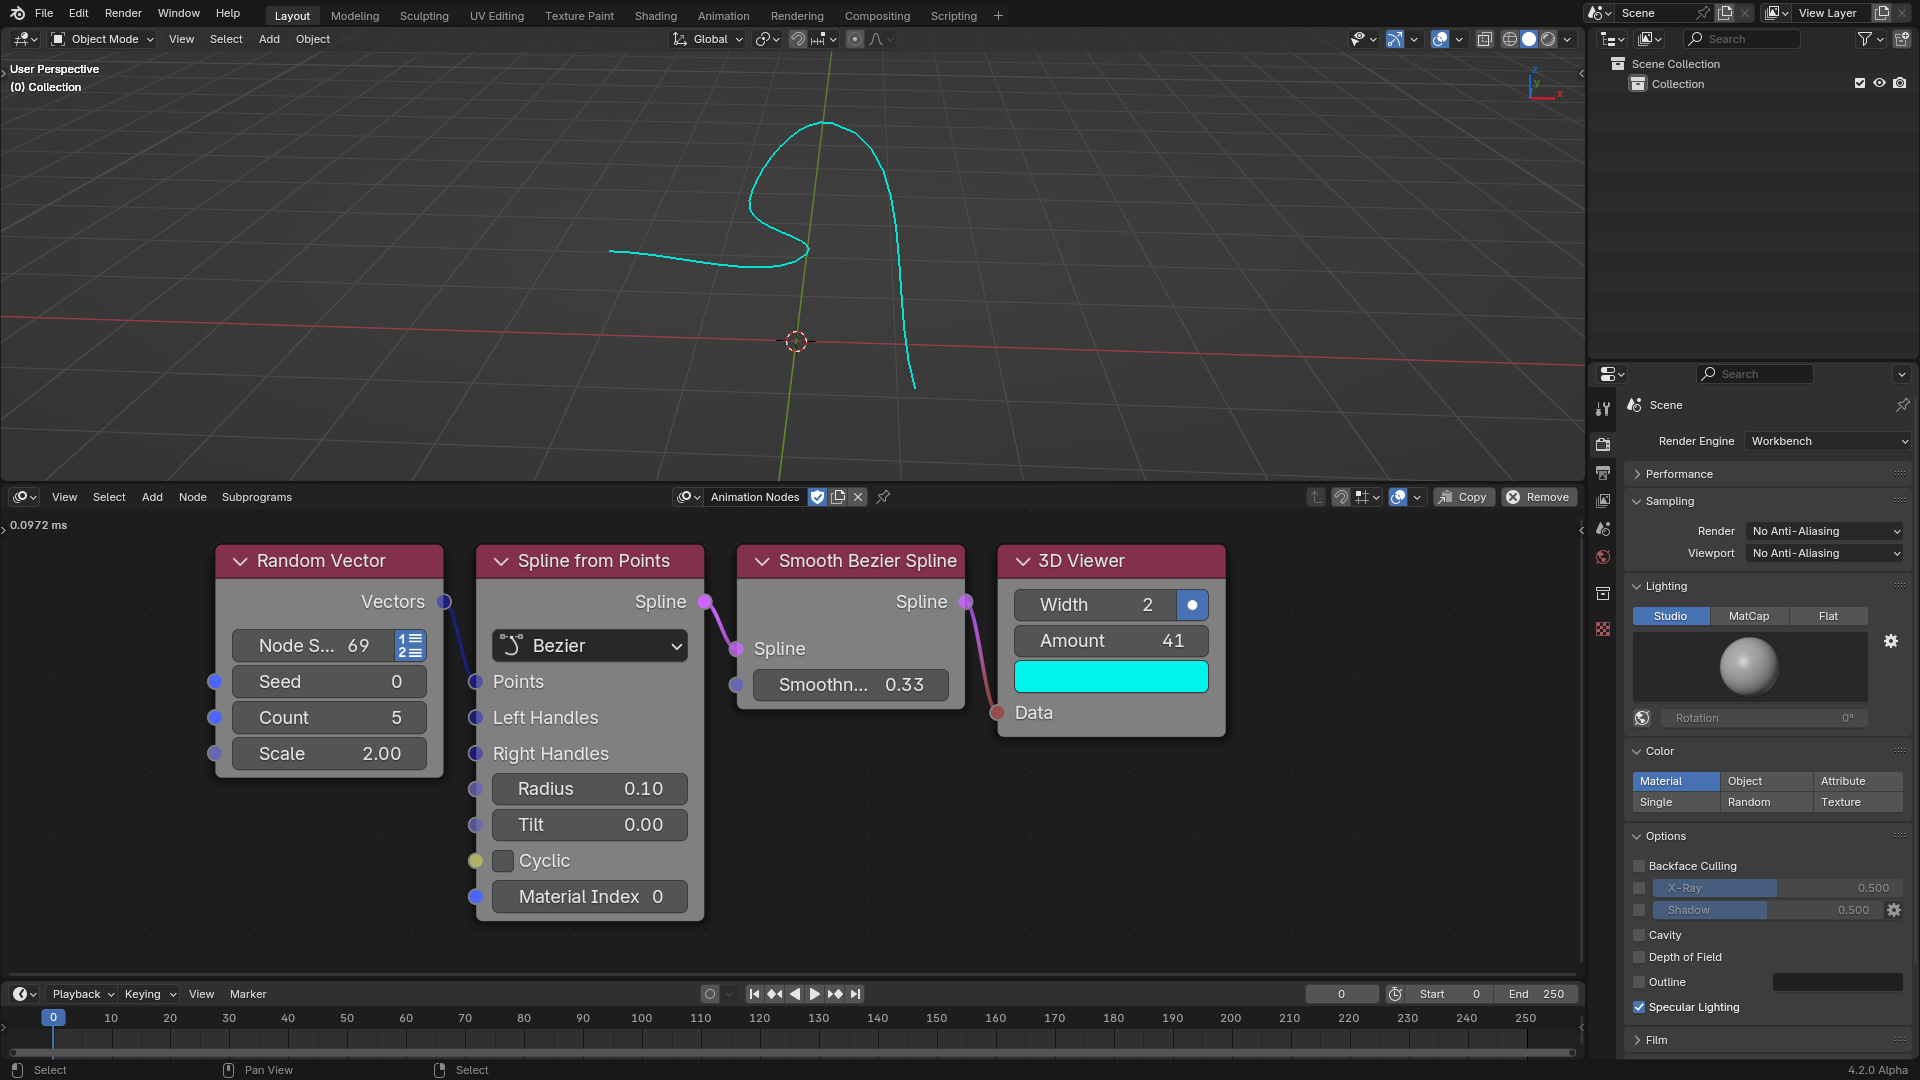 File Edit Render Window Help Layout Modeling Sculpting UV Editing Texture Paint Shading Animation Rendering Compositing Scripting + Scene View Layer
Object Mode View Select Add Object Global Search
User Perspective
(0) Collection
z
y
x
Scene Collection
Collection
Search
Scene
Render Engine Workbench
Performance
Sampling
Render No Anti-Aliasing
Viewport No Anti-Aliasing
Lighting
Studio MatCap Flat
Rotation 0°
Color
Material Object Attribute
Single Random Texture
Options
Backface Culling
X-Ray 0.500
Shadow 0.500
Cavity
Depth of Field
Outline
Specular Lighting
Film
View Select Add Node Subprograms Animation Nodes Copy Remove
0.0972 ms
Random Vector
Vectors
Node S... 69
1
2
Seed 0
Count 5
Scale 2.00
Spline from Points
Spline
Bezier
Points
Left Handles
Right Handles
Radius 0.10
Tilt 0.00
Cyclic
Material Index 0
Smooth Bezier Spline
Spline
Spline
Smoothn... 0.33
3D Viewer
Width 2
Amount 41
Data
Playback Keying View Marker 0 Start 0 End 250
0 10 20 30 40 50 60 70 80 90 100 110 120 130 140 150 160 170 180 190 200 210 220 230 240 250
Select Pan View Select 4.2.0 Alpha